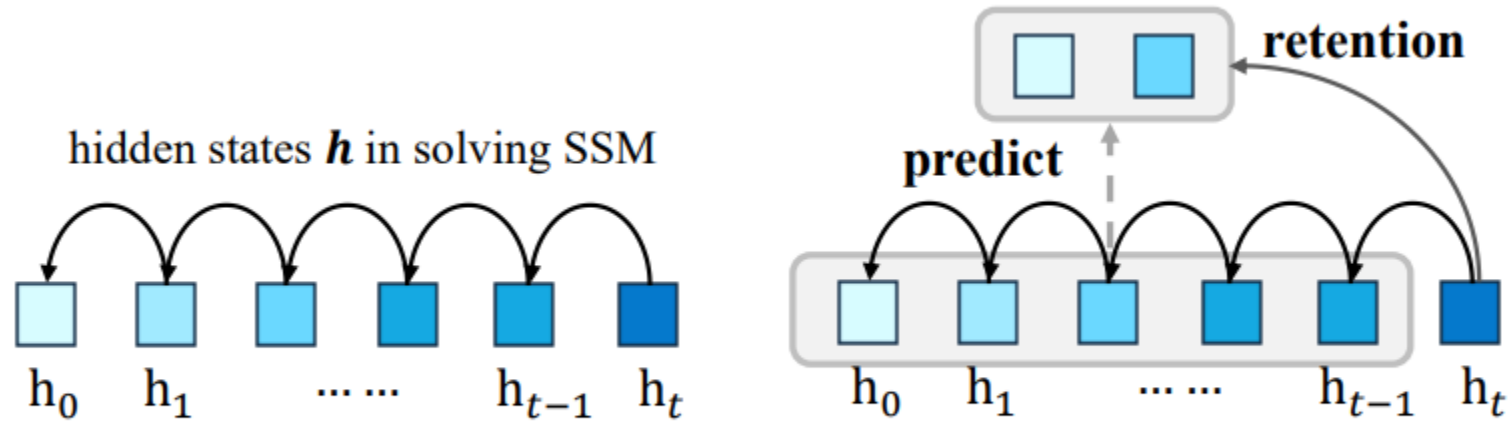 hidden states h in solving SSM
h₀ h₁ ... ... hₜ₋₁ hₜ
retention
predict
h₀ h₁ ... ... hₜ₋₁ hₜ